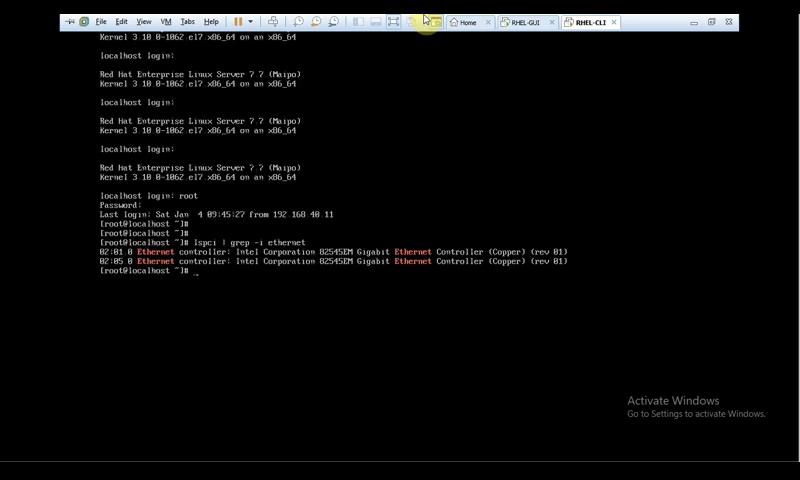 File Edit View VM Tabs Help Home RHEL-GUI RHEL-CLI
Kernel 3.10.0-1062.el7.x86_64 on an x86_64
localhost login:
Red Hat Enterprise Linux Server 7.7 (Maipo)
Kernel 3.10.0-1062.el7.x86_64 on an x86_64
localhost login:
Red Hat Enterprise Linux Server 7.7 (Maipo)
Kernel 3.10.0-1062.el7.x86_64 on an x86_64
localhost login:
Red Hat Enterprise Linux Server 7.7 (Maipo)
Kernel 3.10.0-1062.el7.x86_64 on an x86_64
localhost login: root
Password:
Last login: Sat Jan  4 09:45:27 from 192.168.40.11
[root@localhost ~]#
[root@localhost ~]#
[root@localhost ~]# lspci | grep -i ethernet
02:01.0 Ethernet controller: Intel Corporation 82545EM Gigabit Ethernet Controller (Copper) (rev 01)
02:05.0 Ethernet controller: Intel Corporation 82545EM Gigabit Ethernet Controller (Copper) (rev 01)
[root@localhost ~]# _
Activate Windows
Go to Settings to activate Windows.